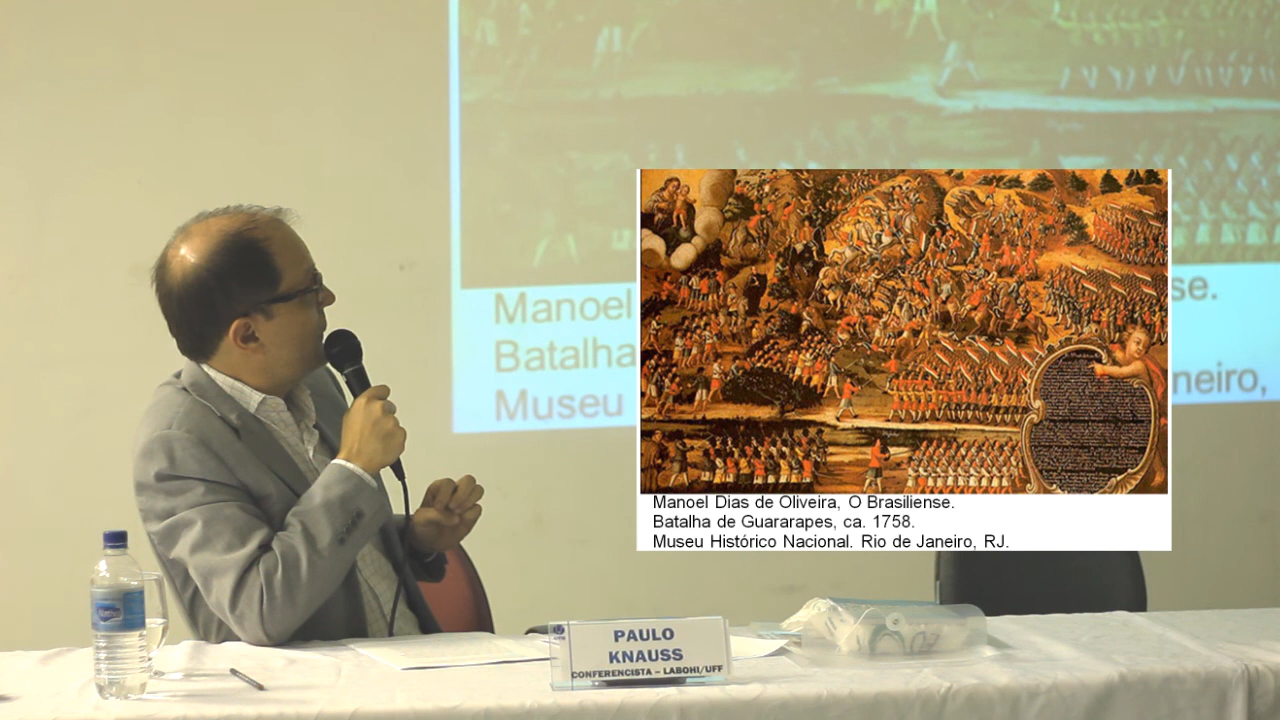 Manoel
Batalha
Museu
se.
neiro,
Manoel Dias de Oliveira, O Brasiliense.
Batalha de Guararapes, ca. 1758.
Museu Histórico Nacional. Rio de Janeiro, RJ.
PAULO
KNAUSS
CONFERENCISTA – LABOHI/UFF